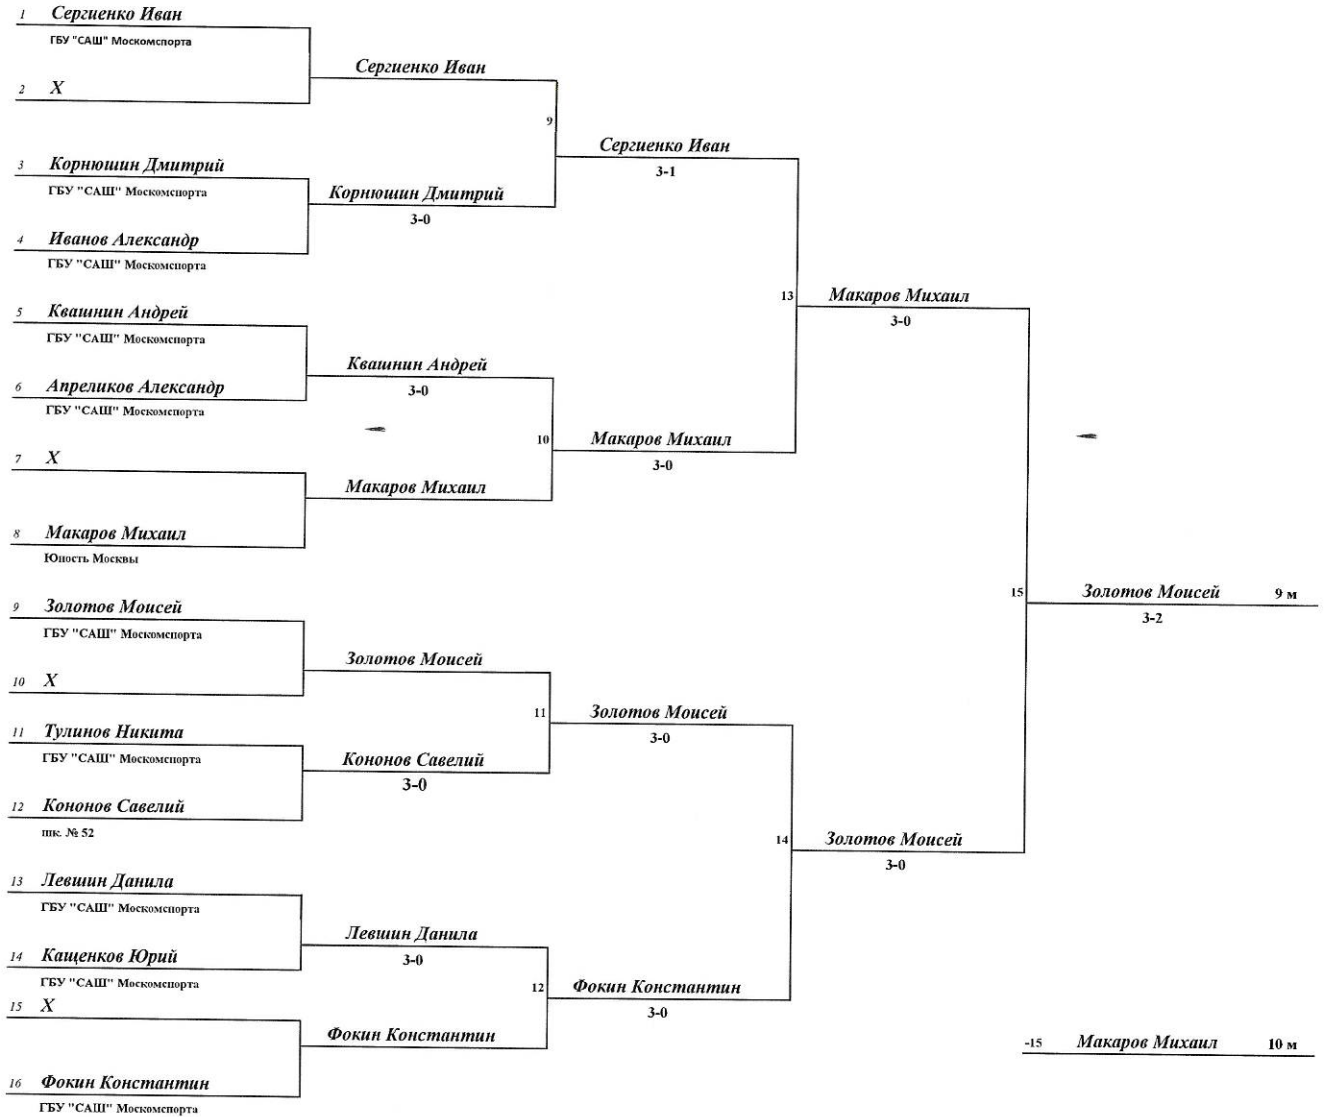 1 Сергиенко Иван
ГБУ "САШ" Москомспорта
Сергиенко Иван
2 X
9
Сергиенко Иван
3-1
3 Корнюшин Дмитрий
ГБУ "САШ" Москомспорта
Корнюшин Дмитрий
3-0
4 Иванов Александр
ГБУ "САШ" Москомспорта
13 Макаров Михаил
3-0
5 Квашнин Андрей
ГБУ "САШ" Москомспорта
Квашнин Андрей
3-0
6 Апреликов Александр
ГБУ "САШ" Москомспорта
10 Макаров Михаил
3-0
7 X
Макаров Михаил
8 Макаров Михаил
Юность Москвы
15 Золотов Моисей 9 м
3-2
9 Золотов Моисей
ГБУ "САШ" Москомспорта
Золотов Моисей
10 X
11 Золотов Моисей
3-0
11 Тулинов Никита
ГБУ "САШ" Москомспорта
Кононов Савелий
3-0
12 Кононов Савелий
шк. № 52
14 Золотов Моисей
3-0
13 Левшин Данила
ГБУ "САШ" Москомспорта
Левшин Данила
3-0
14 Кащенков Юрий
ГБУ "САШ" Москомспорта
12 Фокин Константин
3-0
15 X
Фокин Константин
-15 Макаров Михаил 10 м
16 Фокин Константин
ГБУ "САШ" Москомспорта